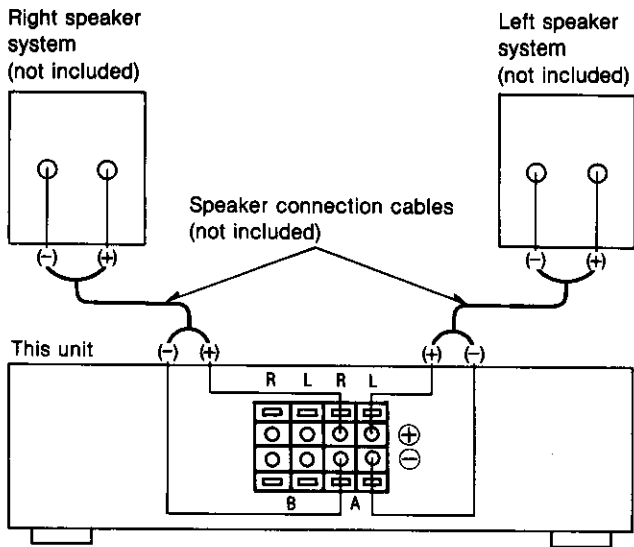 Right speaker
system
(not included)
Left speaker
system
(not included)
Speaker connection cables
(not included)
(−) (+)
(−) (+)
This unit
(−) (+)
(+) (−)
R L R L
⊕
⊖
B A